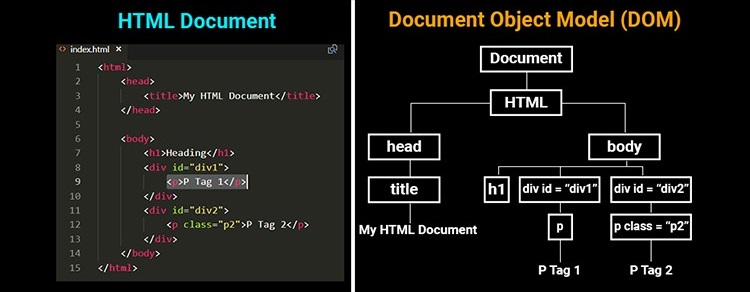 HTML Document
index.html ×
1 <html>
2 <head>
3 <title>My HTML Document</title>
4 </head>
5
6 <body>
7 <h1>Heading</h1>
8 <div id="div1">
9 <p>P Tag 1</p>
10 </div>
11 <div id="div2">
12 <p class="p2">P Tag 2</p>
13 </div>
14 </body>
15 </html>
Document Object Model (DOM)
Document
HTML
head body
title h1 div id = “div1” div id = “div2”
My HTML Document p p class = “p2”
P Tag 1 P Tag 2